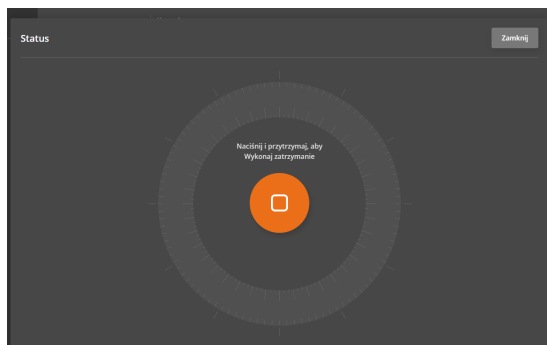 Status
Zamknij
Naciśnij i przytrzymaj, aby
Wykonaj zatrzymanie